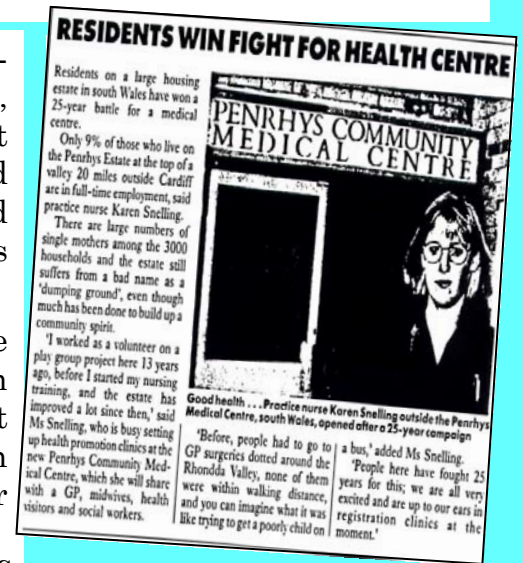 RESIDENTS WIN FIGHT FOR HEALTH CENTRE
Residents on a large housing
estate in south Wales have won a
25-year battle for a medical
centre.
Only 9% of those who live on
the Penrhys Estate at the top of a
valley 20 miles outside Cardiff
are in full-time employment, said
practice nurse Karen Snelling.
There are large numbers of
single mothers among the 3000
households and the estate still
suffers from a bad name as a
'dumping ground', even though
much has been done to build up a
community spirit.
'I worked as a volunteer on a
play group project here 13 years
ago, before I started my nursing
training, and the estate has
improved a lot since then,' said
Ms Snelling, who is busy setting
up health promotion clinics at the
new Penrhys Community Med-
ical Centre, which she will share
with a GP, midwives, health
visitors and social workers.
PENRHYS COMMUNITY
MEDICAL CENTRE
Good health . . . Practice nurse Karen Snelling outside the Penrhys
Medical Centre, south Wales, opened after a 25-year campaign
'Before, people had to go to
GP surgeries dotted around the
Rhondda Valley, none of them
were within walking distance,
and you can imagine what it was
like trying to get a poorly child on
a bus,' added Ms Snelling.
'People here have fought 25
years for this; we are all very
excited and are up to our ears in
registration clinics at the
moment.'